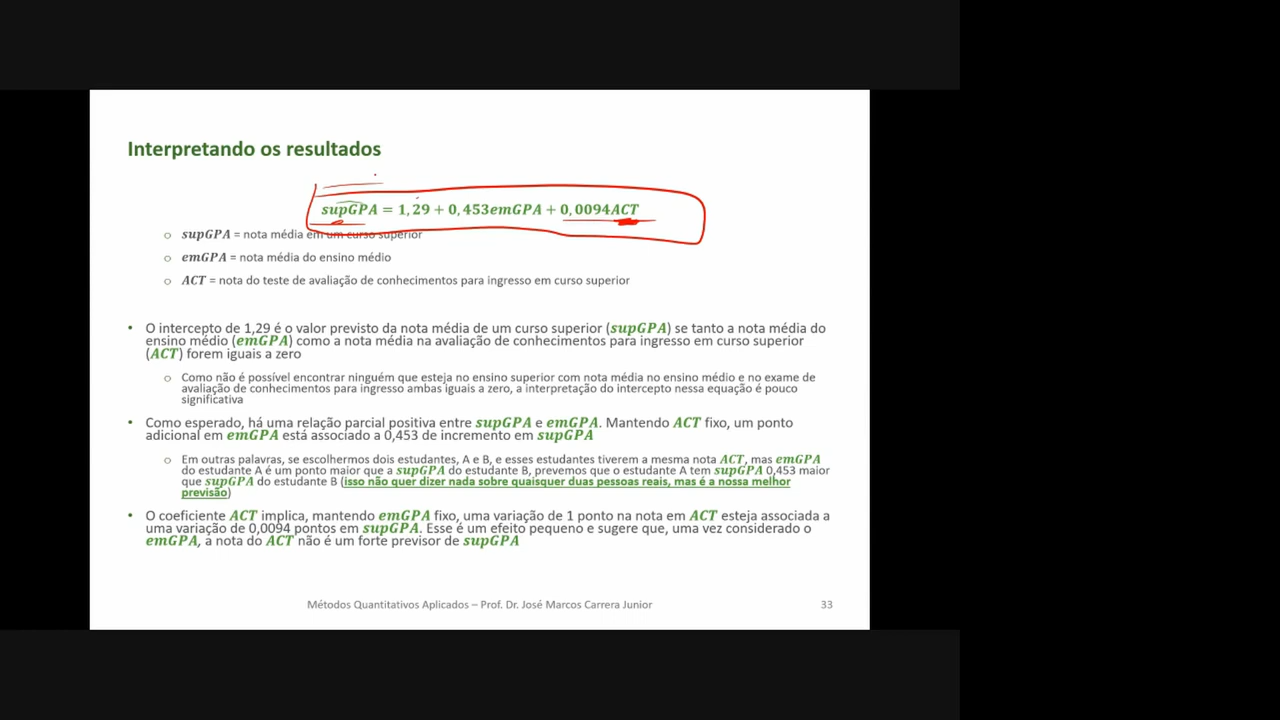 Interpretando os resultados
supGPA = 1,29 + 0,453emGPA + 0,0094ACT
o supGPA = nota média em um curso superior
o emGPA = nota média do ensino médio
o ACT = nota do teste de avaliação de conhecimentos para ingresso em curso superior
• O intercepto de 1,29 é o valor previsto da nota média de um curso superior (supGPA) se tanto a nota média do
ensino médio (emGPA) como a nota média na avaliação de conhecimentos para ingresso em curso superior
(ACT) forem iguais a zero
o Como não é possível encontrar ninguém que esteja no ensino superior com nota média no ensino médio e no exame de
avaliação de conhecimentos para ingresso ambas iguais a zero, a interpretação do intercepto nessa equação é pouco
significativa
• Como esperado, há uma relação parcial positiva entre supGPA e emGPA. Mantendo ACT fixo, um ponto
adicional em emGPA está associado a 0,453 de incremento em supGPA
o Em outras palavras, se escolhermos dois estudantes, A e B, e esses estudantes tiverem a mesma nota ACT, mas emGPA
do estudante A é um ponto maior que a supGPA do estudante B, prevemos que o estudante A tem supGPA 0,453 maior
que supGPA do estudante B (isso não quer dizer nada sobre quaisquer duas pessoas reais, mas é a nossa melhor
previsão)
• O coeficiente ACT implica, mantendo emGPA fixo, uma variação de 1 ponto na nota em ACT esteja associada a
uma variação de 0,0094 pontos em supGPA. Esse é um efeito pequeno e sugere que, uma vez considerado o
emGPA, a nota do ACT não é um forte previsor de supGPA
Métodos Quantitativos Aplicados – Prof. Dr. José Marcos Carrera Junior
33